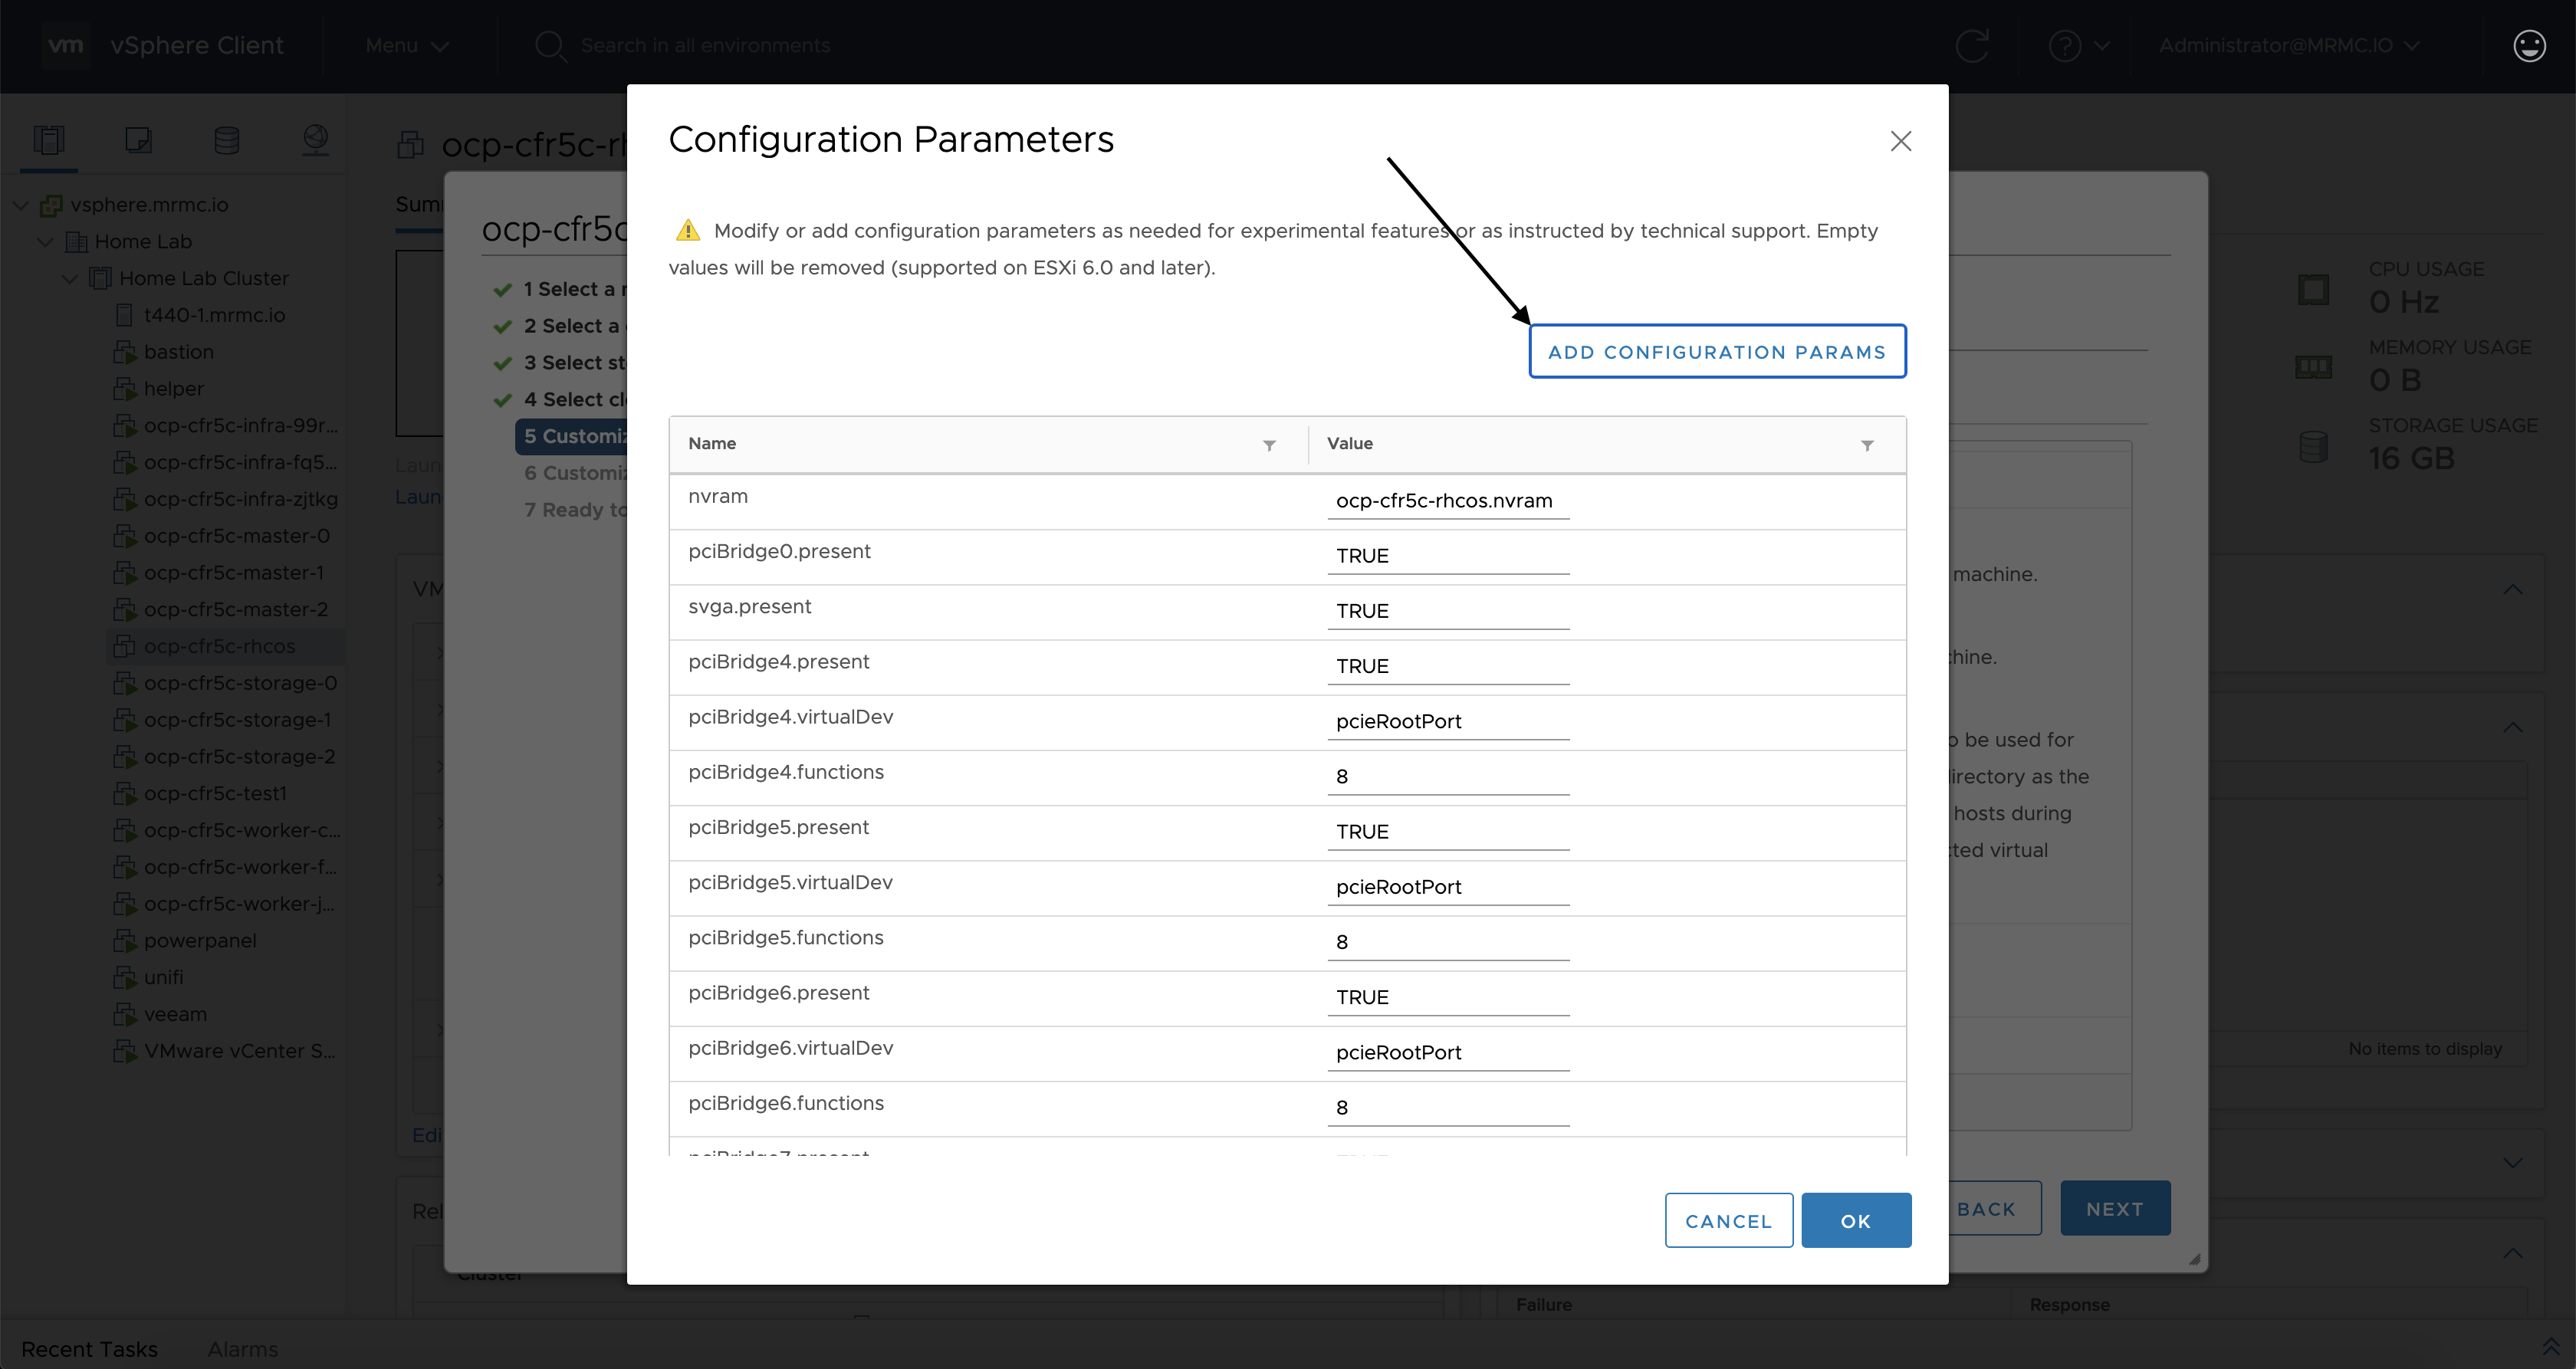 vm vSphere Client Menu Search in all environments Administrator@MRMC.IO
vsphere.mrmc.io
Home Lab
Home Lab Cluster
t440-1.mrmc.io
bastion
helper
ocp-cfr5c-infra-99r...
ocp-cfr5c-infra-fq5...
ocp-cfr5c-infra-zjtkg
ocp-cfr5c-master-0
ocp-cfr5c-master-1
ocp-cfr5c-master-2
ocp-cfr5c-rhcos
ocp-cfr5c-storage-0
ocp-cfr5c-storage-1
ocp-cfr5c-storage-2
ocp-cfr5c-test1
ocp-cfr5c-worker-c...
ocp-cfr5c-worker-f...
ocp-cfr5c-worker-j...
powerpanel
unifi
veeam
VMware vCenter S...
ocp-cfr5c-rh
Summ
Laun
Laun
VM
Edi
Rel
Cluster
ocp-cfr5c
1 Select a n
2 Select a
3 Select st
4 Select cl
5 Customiz
6 Customiz
7 Ready to
Configuration Parameters
Modify or add configuration parameters as needed for experimental features or as instructed by technical support. Empty
values will be removed (supported on ESXi 6.0 and later).
ADD CONFIGURATION PARAMS
Name Value
nvram ocp-cfr5c-rhcos.nvram
pciBridge0.present TRUE
svga.present TRUE
pciBridge4.present TRUE
pciBridge4.virtualDev pcieRootPort
pciBridge4.functions 8
pciBridge5.present TRUE
pciBridge5.virtualDev pcieRootPort
pciBridge5.functions 8
pciBridge6.present TRUE
pciBridge6.virtualDev pcieRootPort
pciBridge6.functions 8
pciBridge7.present
CANCEL OK
machine.
hine.
o be used for
irectory as the
hosts during
cted virtual
BACK NEXT
CPU USAGE
0 Hz
MEMORY USAGE
0 B
STORAGE USAGE
16 GB
No items to display
Failure Response
Recent Tasks Alarms